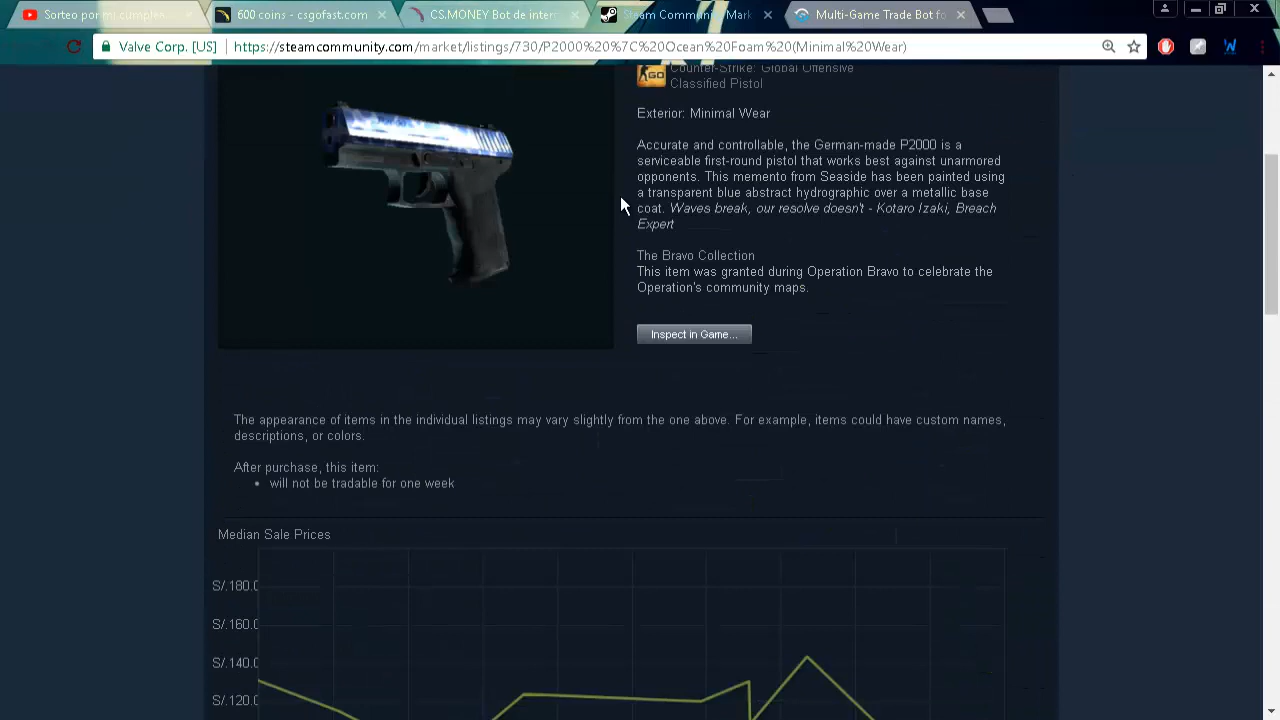 Sorteo por mi cumplea
600 coins - csgofast.com
CS.MONEY Bot de inter
Steam Community Mark
Multi-Game Trade Bot fo
Valve Corp. [US]
https://steamcommunity.com/market/listings/730/P2000%20%7C%20Ocean%20Foam%20(Minimal%20Wear)
Counter-Strike: Global Offensive
GO
Classified Pistol
Exterior: Minimal Wear
Accurate and controllable, the German-made P2000 is a
serviceable first-round pistol that works best against unarmored
opponents. This memento from Seaside has been painted using
a transparent blue abstract hydrographic over a metallic base
coat. Waves break, our resolve doesn't - Kotaro Izaki, Breach
Expert
The Bravo Collection
This item was granted during Operation Bravo to celebrate the
Operation's community maps.
Inspect in Game...
The appearance of items in the individual listings may vary slightly from the one above. For example, items could have custom names,
descriptions, or colors.
After purchase, this item:
• will not be tradable for one week
Median Sale Prices
S/.180.0
S/.160.0
S/.140.0
S/.120.0